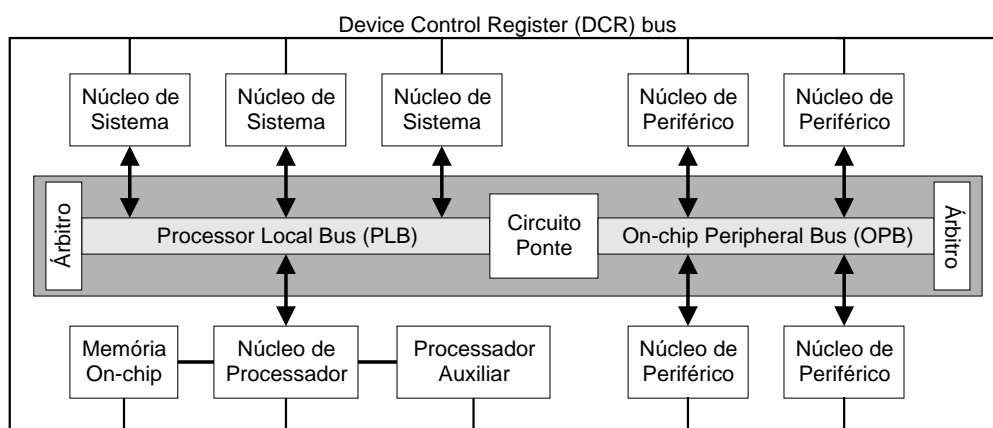 Device Control Register (DCR) bus
Núcleo de
Sistema
Núcleo de
Sistema
Núcleo de
Sistema
Núcleo de
Periférico
Núcleo de
Periférico
Árbitro
Processor Local Bus (PLB)
Circuito
Ponte
On-chip Peripheral Bus (OPB)
Árbitro
Memória
On-chip
Núcleo de
Processador
Processador
Auxiliar
Núcleo de
Periférico
Núcleo de
Periférico